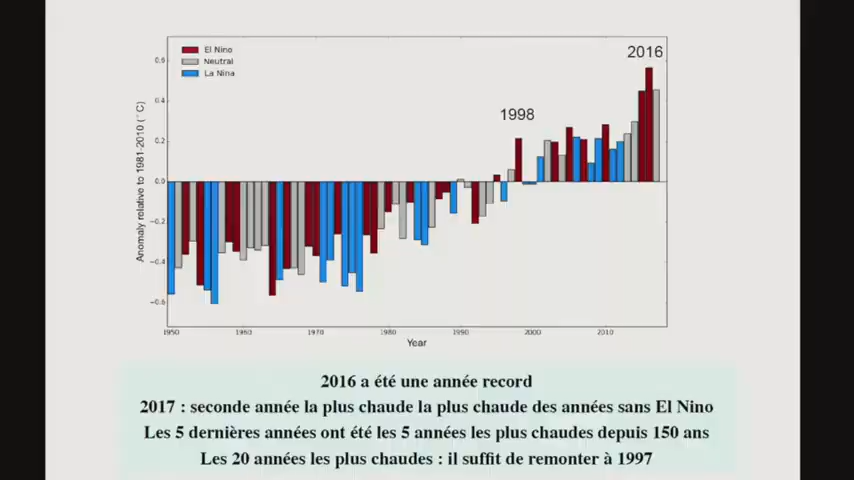 El Nino
Neutral
La Nina
2016
1998
0.6
0.4
0.2
0.0
−0.2
−0.4
−0.6
Anomaly relative to 1981-2010 (°C)
1950 1960 1970 1980 1990 2000 2010
Year
2016 a été une année record
2017 : seconde année la plus chaude la plus chaude des années sans El Nino
Les 5 dernières années ont été les 5 années les plus chaudes depuis 150 ans
Les 20 années les plus chaudes : il suffit de remonter à 1997